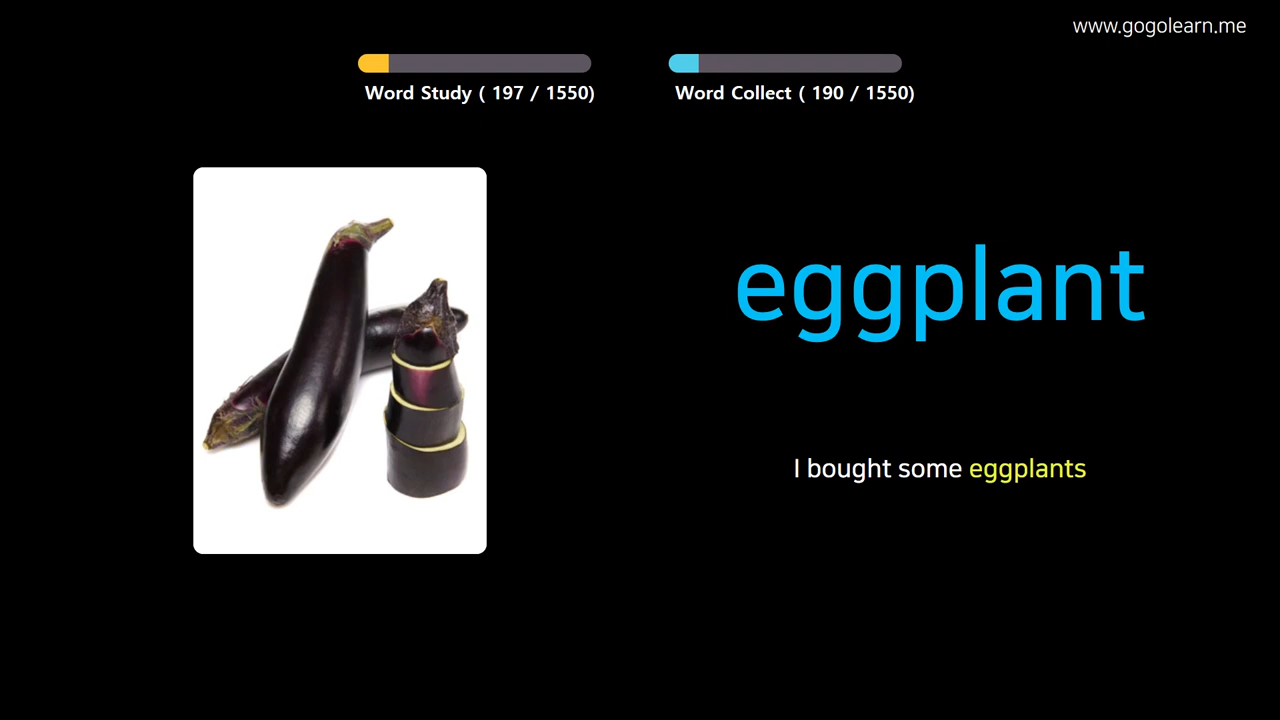 www.gogolearn.me
Word Study ( 197 / 1550)
Word Collect ( 190 / 1550)
eggplant
I bought some eggplants